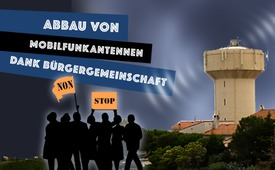 ABBAU VON
MOBILFUNKANTENNEN
DANK BÜRGERGEMEINSCHAFT
NON
STOP